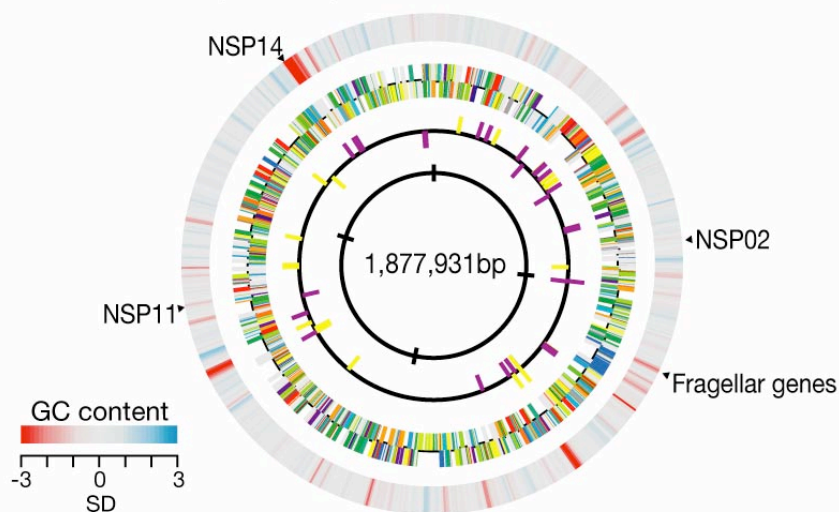 NSP14
NSP02
1,877,931bp
NSP11
Fragellar genes
GC content
-3 0 3
SD